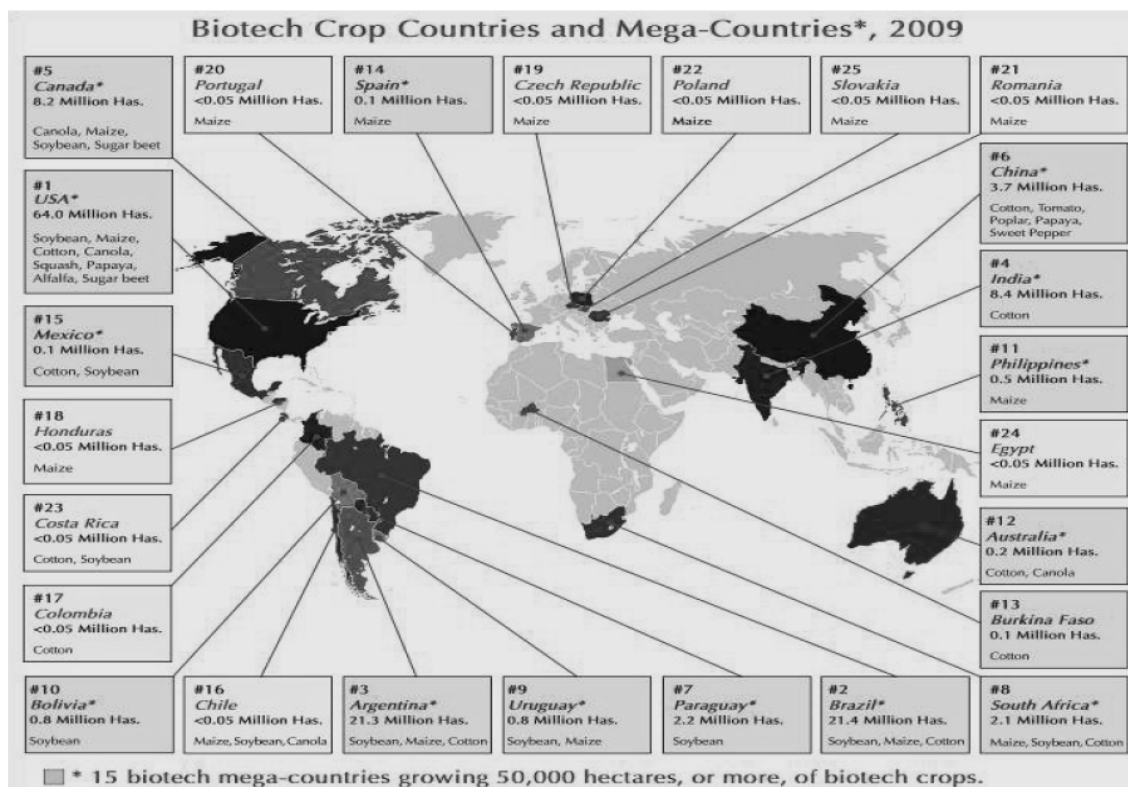 Biotech Crop Countries and Mega-Countries*, 2009
#5
Canada*
8.2 Million Has.
Canola, Maize,
Soybean, Sugar beet
#20
Portugal
<0.05 Million Has.
Maize
#14
Spain*
0.1 Million Has.
Maize
#19
Czech Republic
<0.05 Million Has.
Maize
#22
Poland
<0.05 Million Has.
Maize
#25
Slovakia
<0.05 Million Has.
Maize
#21
Romania
<0.05 Million Has.
Maize
#1
USA*
64.0 Million Has.
Soybean, Maize,
Cotton, Canola,
Squash, Papaya,
Alfalfa, Sugar beet
#15
Mexico*
0.1 Million Has.
Cotton, Soybean
#18
Honduras
<0.05 Million Has.
Maize
#23
Costa Rica
<0.05 Million Has.
Cotton, Soybean
#17
Colombia
<0.05 Million Has.
Cotton
#6
China*
3.7 Million Has.
Cotton, Tomato,
Poplar, Papaya,
Sweet Pepper
#4
India*
8.4 Million Has.
Cotton
#11
Philippines*
0.5 Million Has.
Maize
#24
Egypt
<0.05 Million Has.
Maize
#12
Australia*
0.2 Million Has.
Cotton, Canola
#13
Burkina Faso
0.1 Million Has.
Cotton
#10
Bolivia*
0.8 Million Has.
Soybean
#16
Chile
<0.05 Million Has.
Maize, Soybean, Canola
#3
Argentina*
21.3 Million Has.
Soybean, Maize, Cotton
#9
Uruguay*
0.8 Million Has.
Soybean, Maize
#7
Paraguay*
2.2 Million Has.
Soybean
#2
Brazil*
21.4 Million Has.
Soybean, Maize, Cotton
#8
South Africa*
2.1 Million Has.
Maize, Soybean, Cotton
* 15 biotech mega-countries growing 50,000 hectares, or more, of biotech crops.